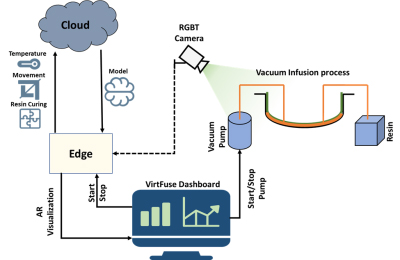 Cloud
RGBT
Camera
Temperature
Movement
Resin Curing
Model
Vacuum Infusion process
Vacuum
Pump
Resin
Edge
AR
Visualization
Start
Stop
VirtFuse Dashboard
Start/Stop
Pump